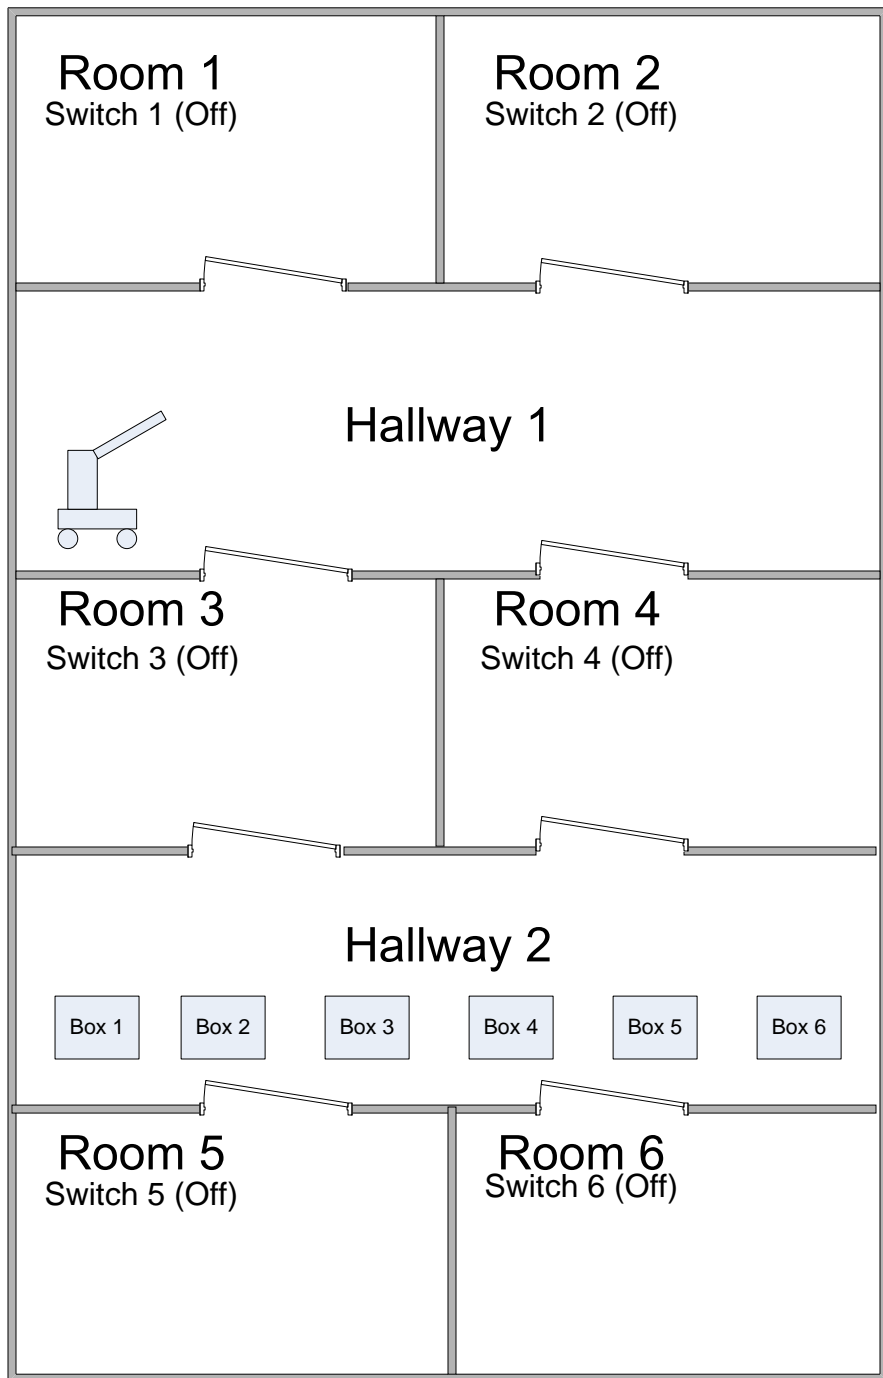 Room 1
Switch 1 (Off)
Room 2
Switch 2 (Off)
Hallway 1
Room 3
Switch 3 (Off)
Room 4
Switch 4 (Off)
Hallway 2
Box 1
Box 2
Box 3
Box 4
Box 5
Box 6
Room 5
Switch 5 (Off)
Room 6
Switch 6 (Off)